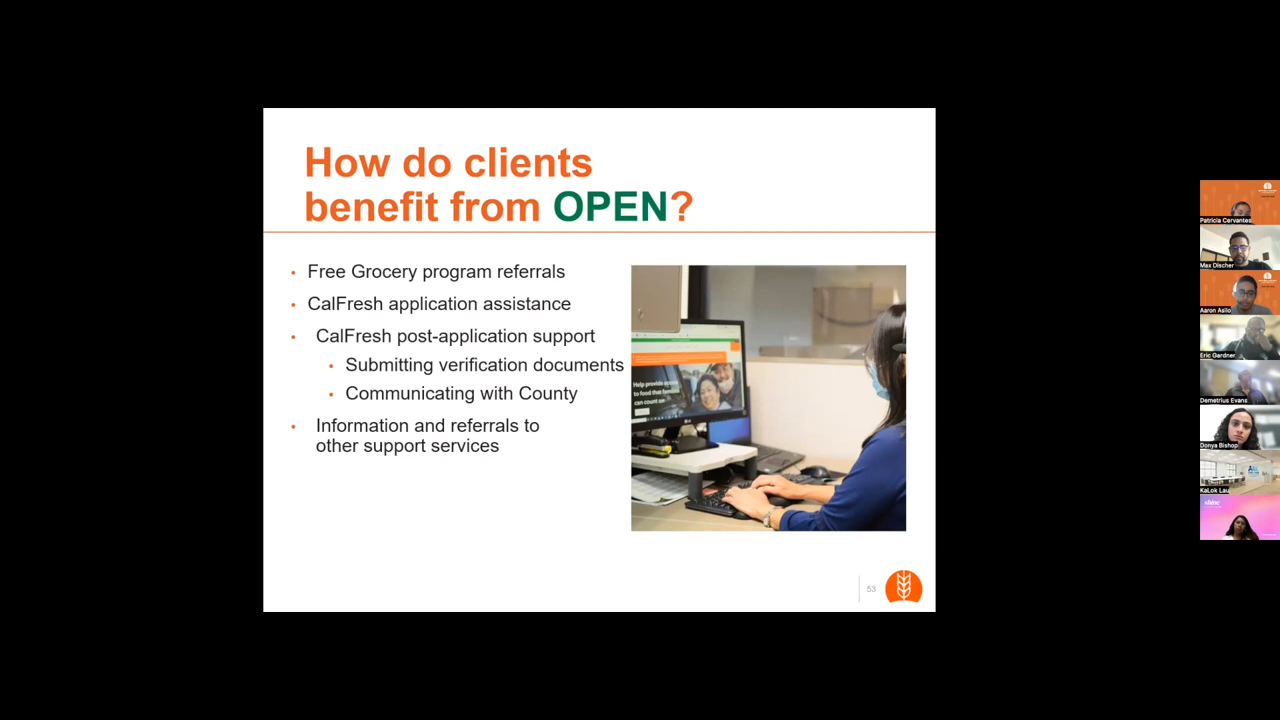 How do clients
benefit from OPEN?
• Free Grocery program referrals
• CalFresh application assistance
• CalFresh post-application support
• Submitting verification documents
• Communicating with County
• Information and referrals to
other support services
Help provide access
to food that families
can count on
53
Patricia Cervantes
Max Discher
Aaron Asilo
Eric Gardner
Demetrius Evans
Donya Bishop
KaLok Lau
shine